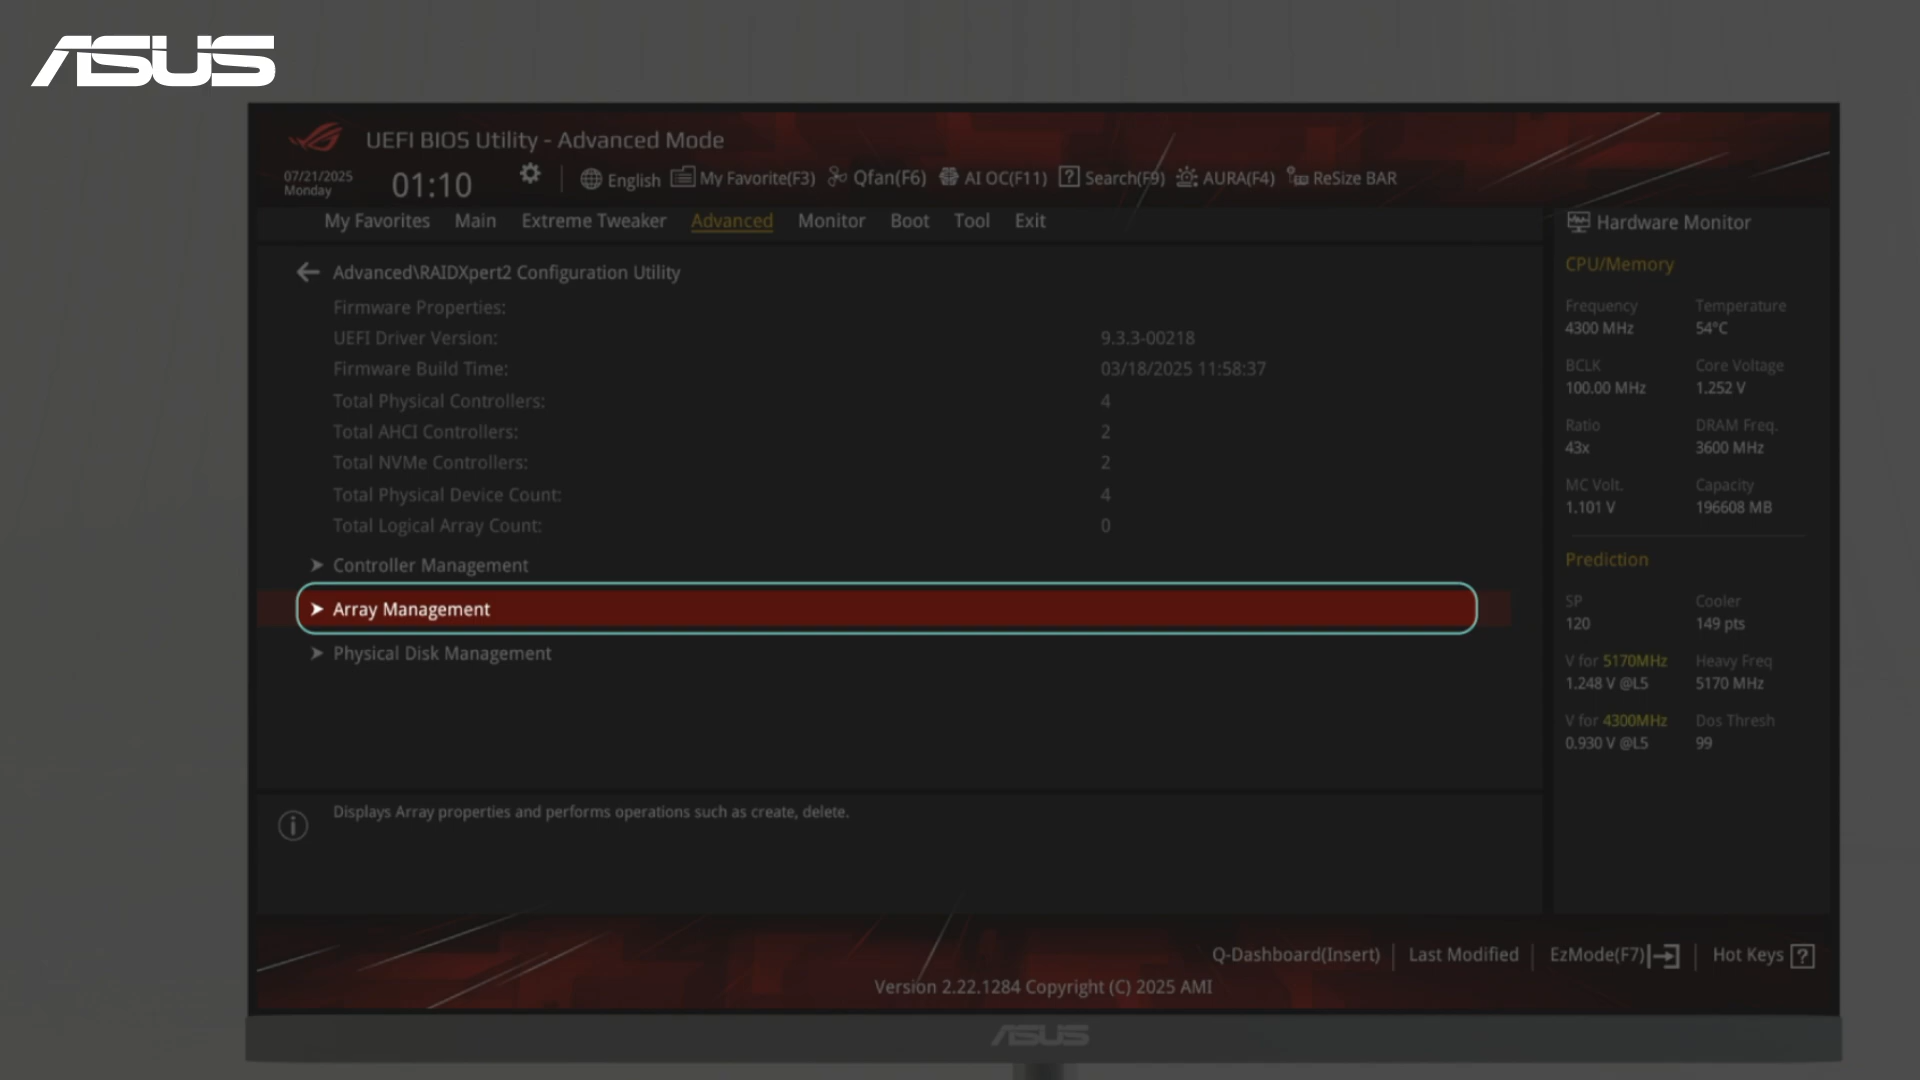 ASUS
UEFI BIOS Utility - Advanced Mode
07/21/2025
Monday
01:10
English
My Favorite(F3)
Qfan(F6)
AI OC(F11)
Search(F9)
AURA(F4)
ReSize BAR
My Favorites Main Extreme Tweaker Advanced Monitor Boot Tool Exit
Advanced\RAIDXpert2 Configuration Utility
Firmware Properties:
UEFI Driver Version: 9.3.3-00218
Firmware Build Time: 03/18/2025 11:58:37
Total Physical Controllers: 4
Total AHCI Controllers: 2
Total NVMe Controllers: 2
Total Physical Device Count: 4
Total Logical Array Count: 0
Controller Management
Array Management
Physical Disk Management
Displays Array properties and performs operations such as create, delete.
Hardware Monitor
CPU/Memory
Frequency Temperature
4300 MHz 54°C
BCLK Core Voltage
100.00 MHz 1.252 V
Ratio DRAM Freq.
43x 3600 MHz
MC Volt. Capacity
1.101 V 196608 MB
Prediction
SP Cooler
120 149 pts
V for 5170MHz Heavy Freq
1.248 V @L5 5170 MHz
V for 4300MHz Dos Thresh
0.930 V @L5 99
Q-Dashboard(Insert) Last Modified EzMode(F7) Hot Keys ?
Version 2.22.1284 Copyright (C) 2025 AMI
ASUS